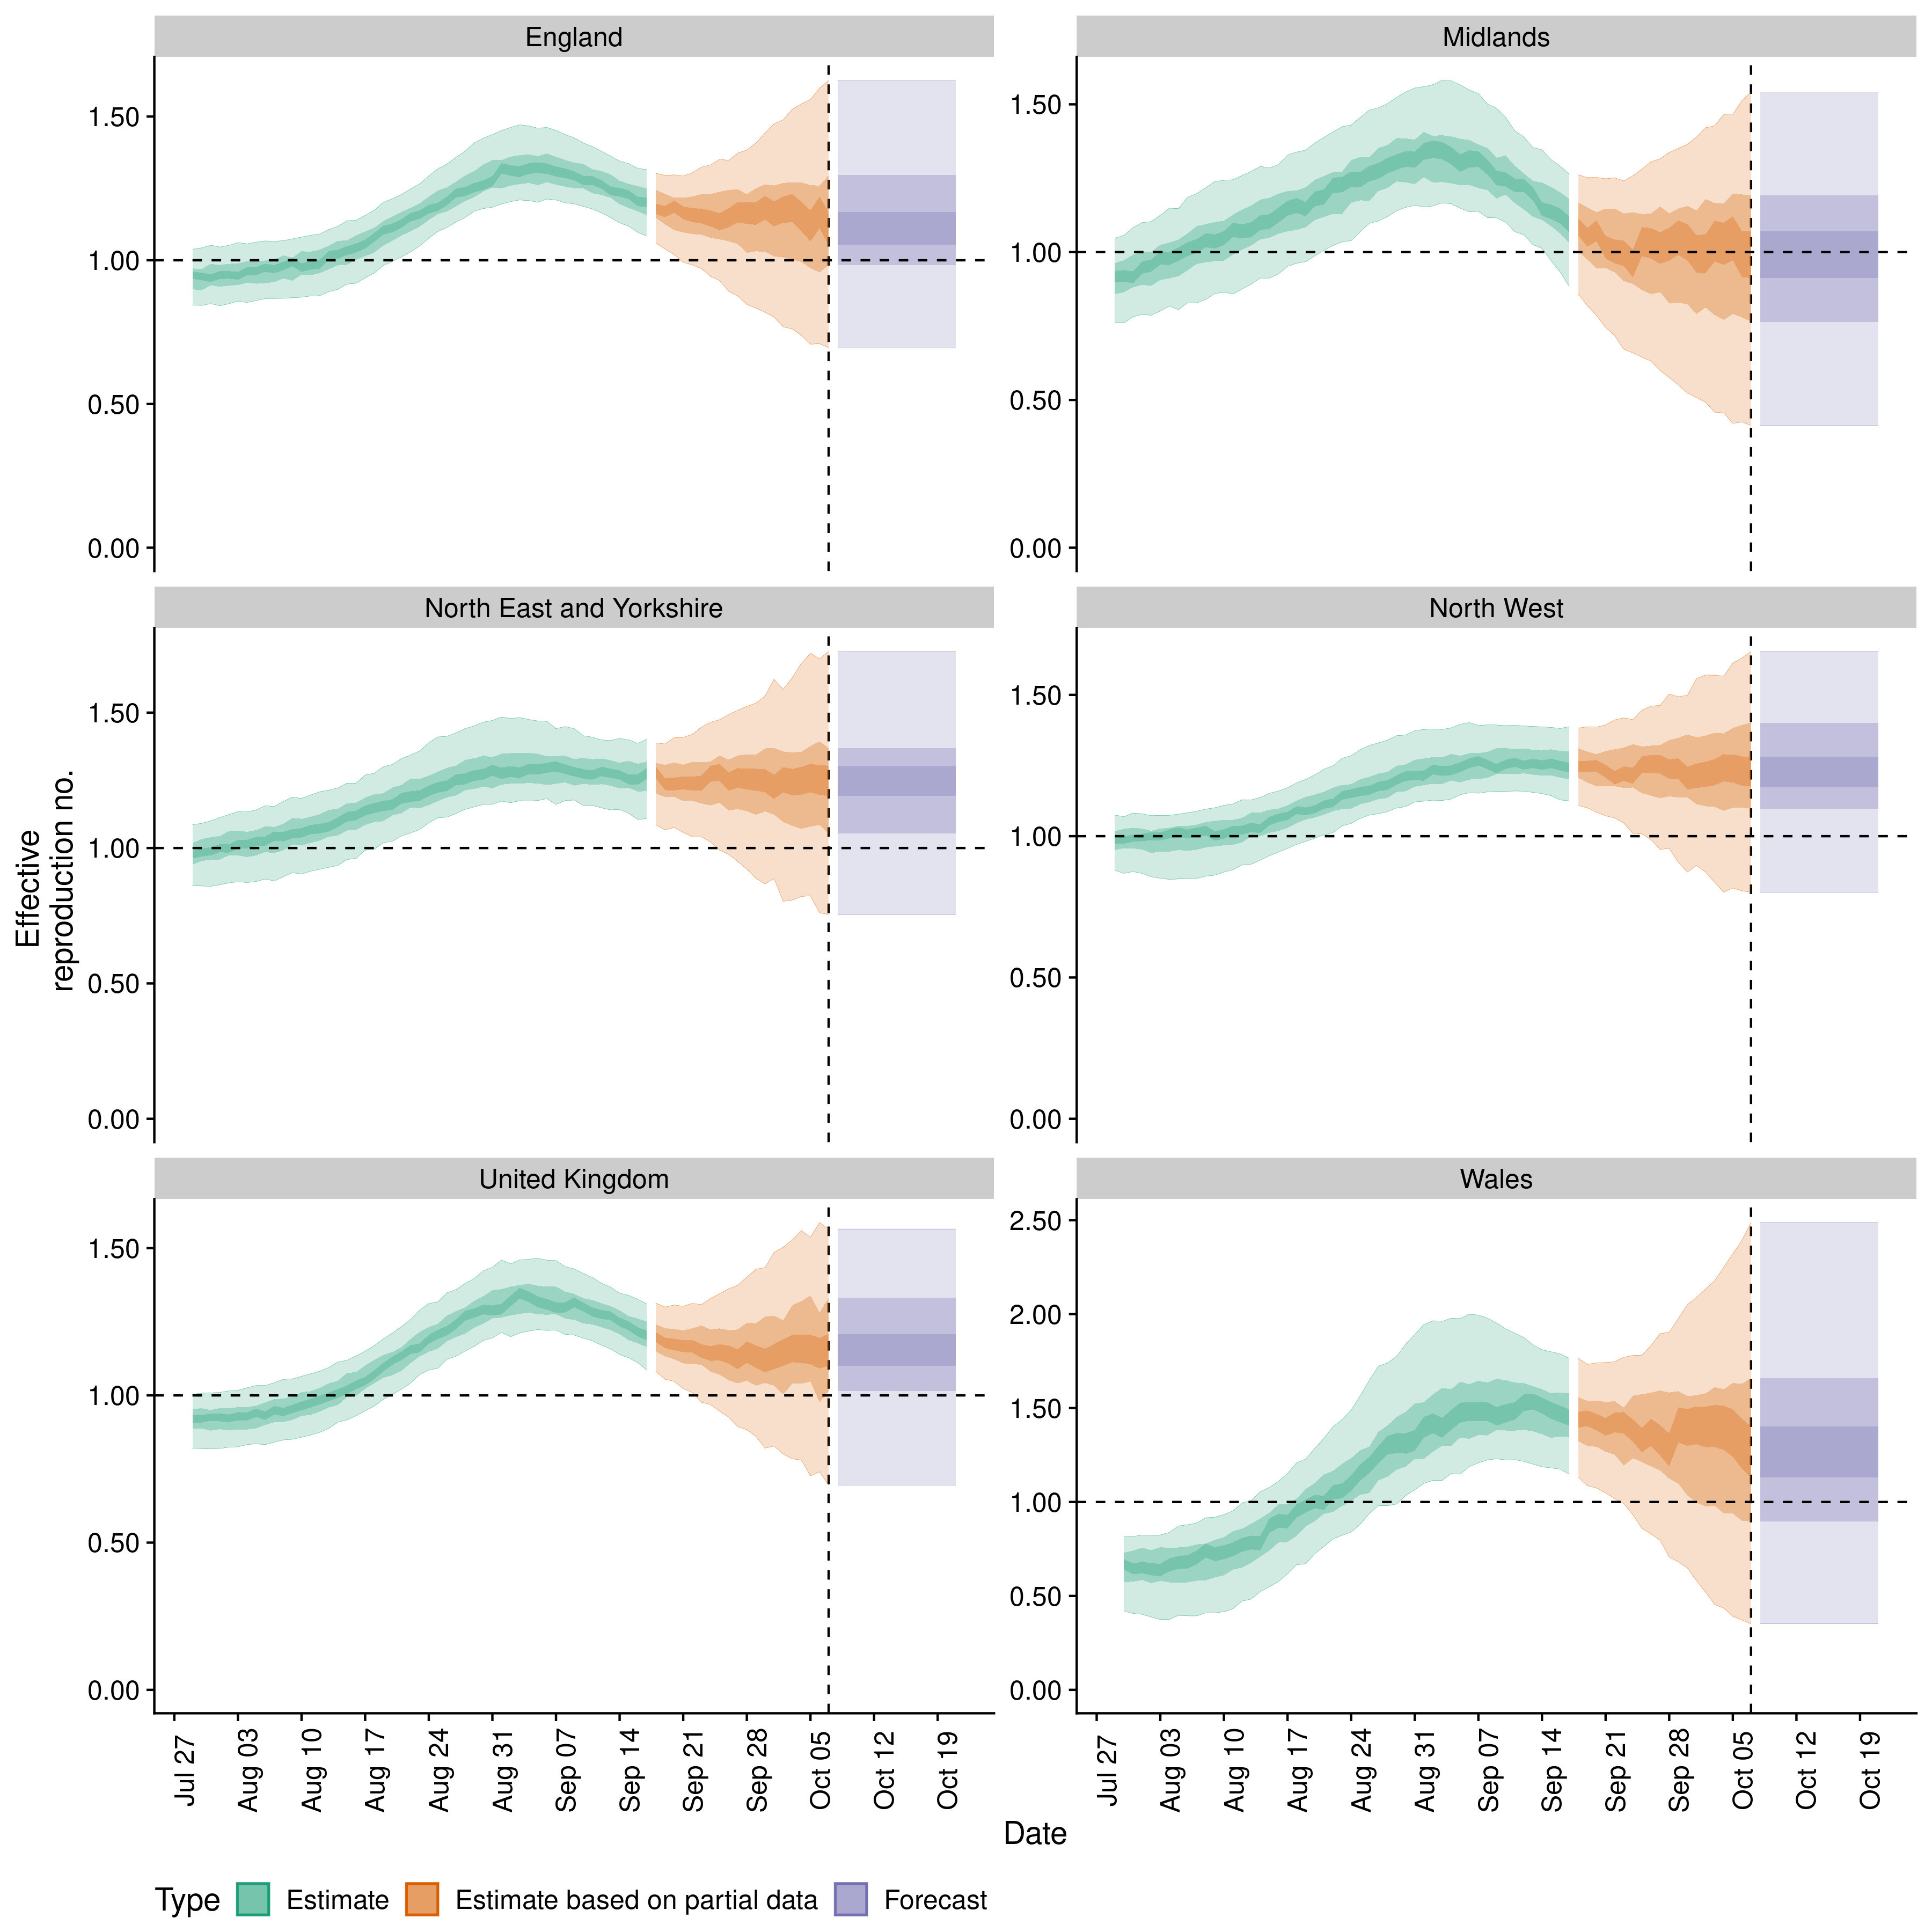 England
Midlands
1.50
1.00
0.50
0.00
1.50
1.00
0.50
0.00
North East and Yorkshire
North West
1.50
1.00
0.50
0.00
1.50
1.00
0.50
0.00
United Kingdom
Wales
1.50
1.00
0.50
0.00
2.50
2.00
1.50
1.00
0.50
0.00
Effective
reproduction no.
Jul 27
Aug 03
Aug 10
Aug 17
Aug 24
Aug 31
Sep 07
Sep 14
Sep 21
Sep 28
Oct 05
Oct 12
Oct 19
Jul 27
Aug 03
Aug 10
Aug 17
Aug 24
Aug 31
Sep 07
Sep 14
Sep 21
Sep 28
Oct 05
Oct 12
Oct 19
Date
Type Estimate Estimate based on partial data Forecast